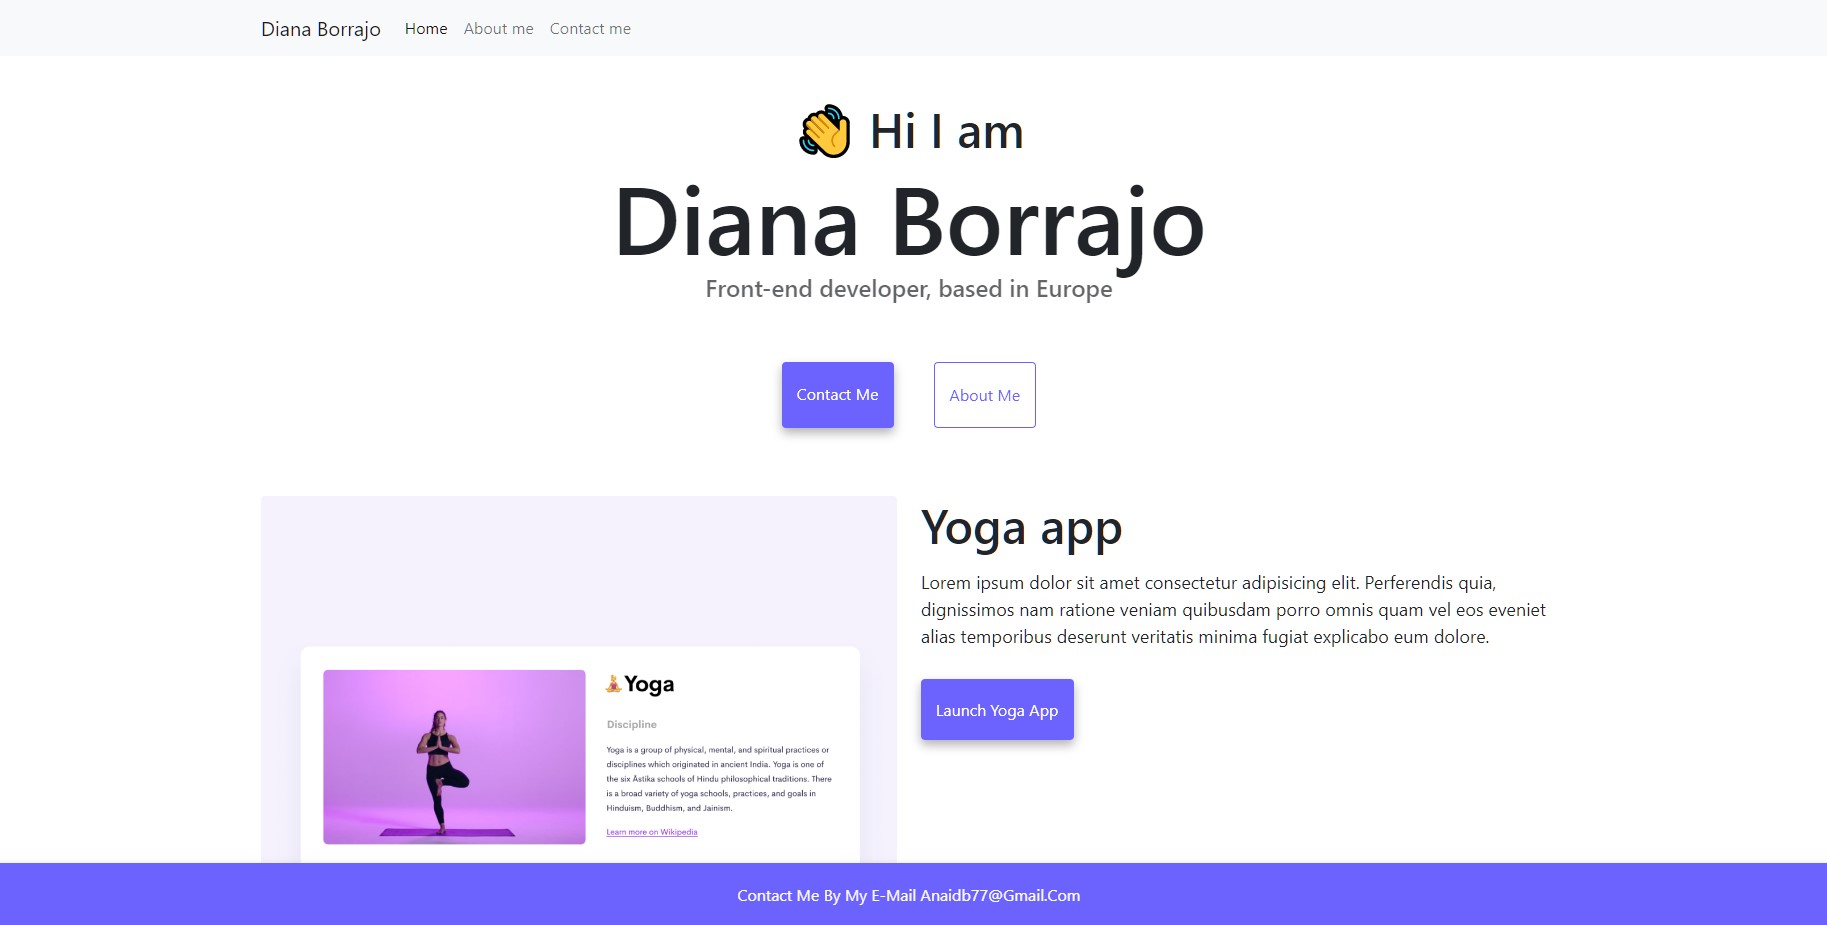 Diana Borrajo Home About me Contact me
Hi I am
Diana Borrajo
Front-end developer, based in Europe
Contact Me About Me
Yoga app
Lorem ipsum dolor sit amet consectetur adipisicing elit. Perferendis quia,
dignissimos nam ratione veniam quibusdam porro omnis quam vel eos eveniet
alias temporibus deserunt veritatis minima fugiat explicabo eum dolore.
Launch Yoga App
Yoga
Discipline
Yoga is a group of physical, mental, and spiritual practices or
disciplines which originated in ancient India. Yoga is one of
the six Āstika schools of Hindu philosophical traditions. There
is a broad variety of yoga schools, practices, and goals in
Hinduism, Buddhism, and Jainism.
Learn more on Wikipedia
Contact Me By My E-Mail Anaidb77@Gmail.Com